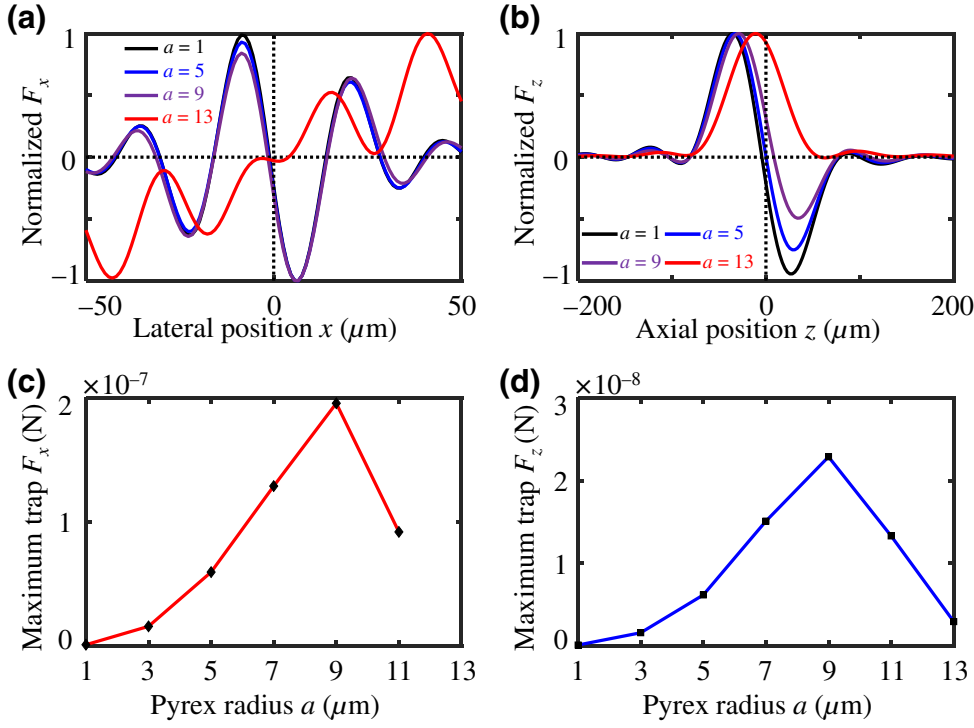 (a)
Normalized F_x
1
0
−1
a = 1
a = 5
a = 9
a = 13
−50
0
50
Lateral position x (μm)
(b)
Normalized F_z
1
0
−1
a = 1
a = 5
a = 9
a = 13
−200
0
200
Axial position z (μm)
(c)
×10⁻⁷
Maximum trap F_x (N)
2
1
0
1 3 5 7 9 11 13
Pyrex radius a (μm)
(d)
×10⁻⁸
Maximum trap F_z (N)
3
2
1
0
1 3 5 7 9 11 13
Pyrex radius a (μm)